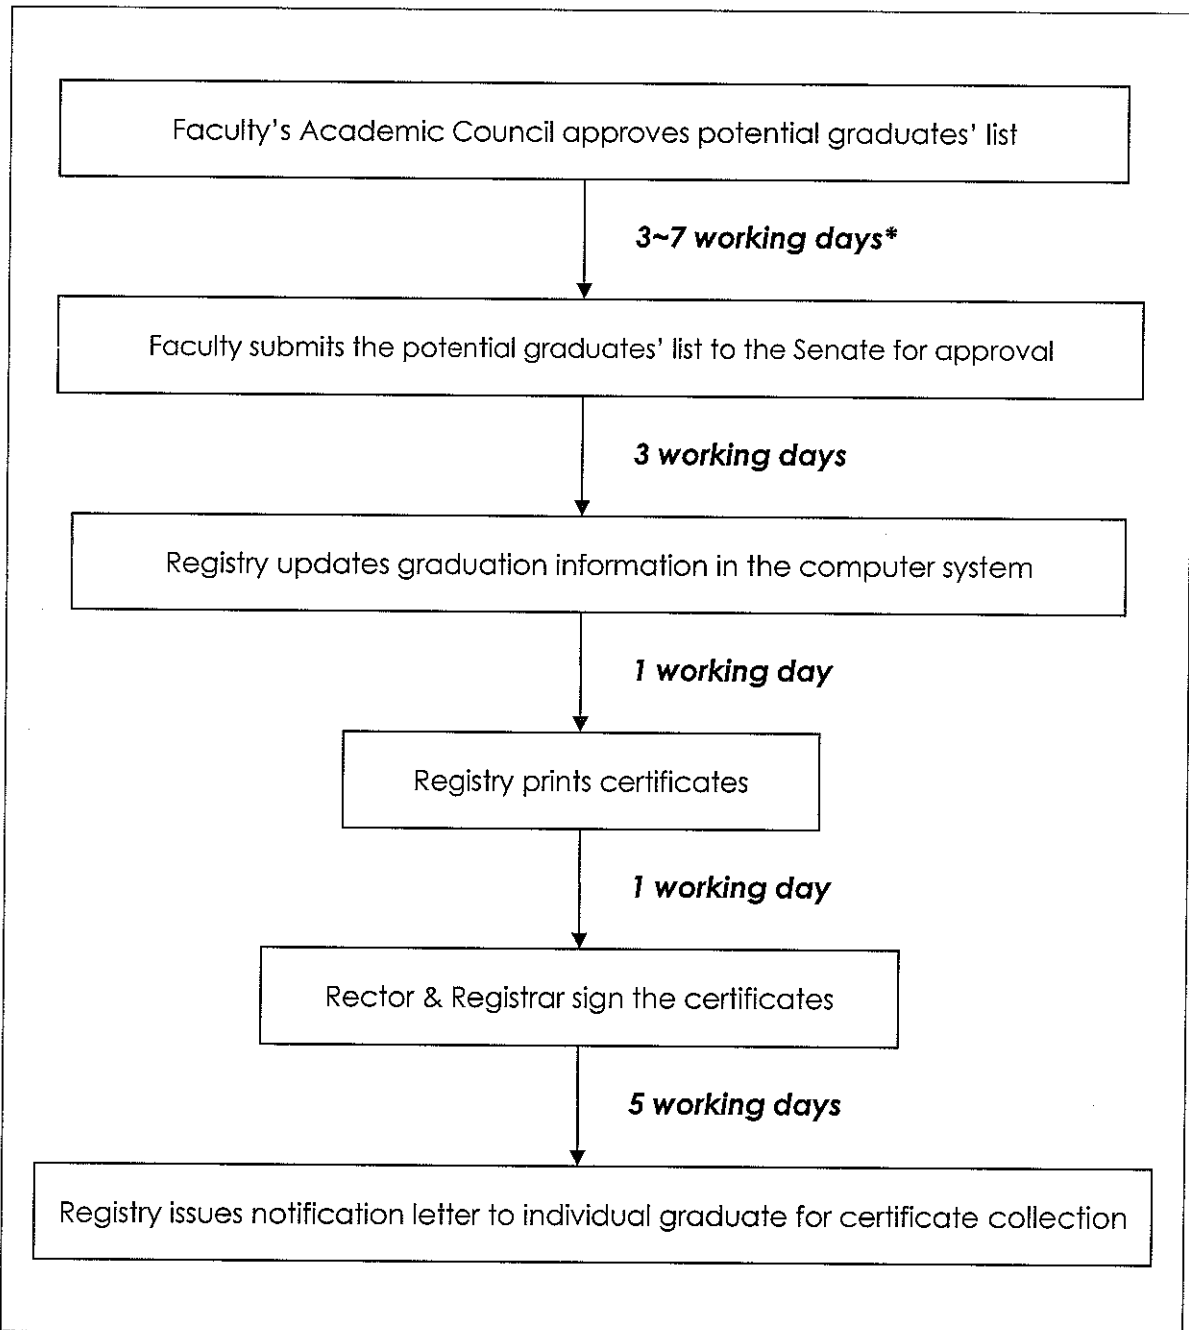 Faculty's Academic Council approves potential graduates' list
3~7 working days*
Faculty submits the potential graduates' list to the Senate for approval
3 working days
Registry updates graduation information in the computer system
1 working day
Registry prints certificates
1 working day
Rector & Registrar sign the certificates
5 working days
Registry issues notification letter to individual graduate for certificate collection